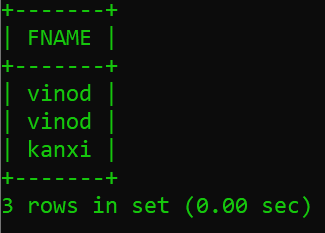 +-------+
| FNAME |
+-------+
| vinod |
| vinod |
| kanxi |
+-------+
3 rows in set (0.00 sec)